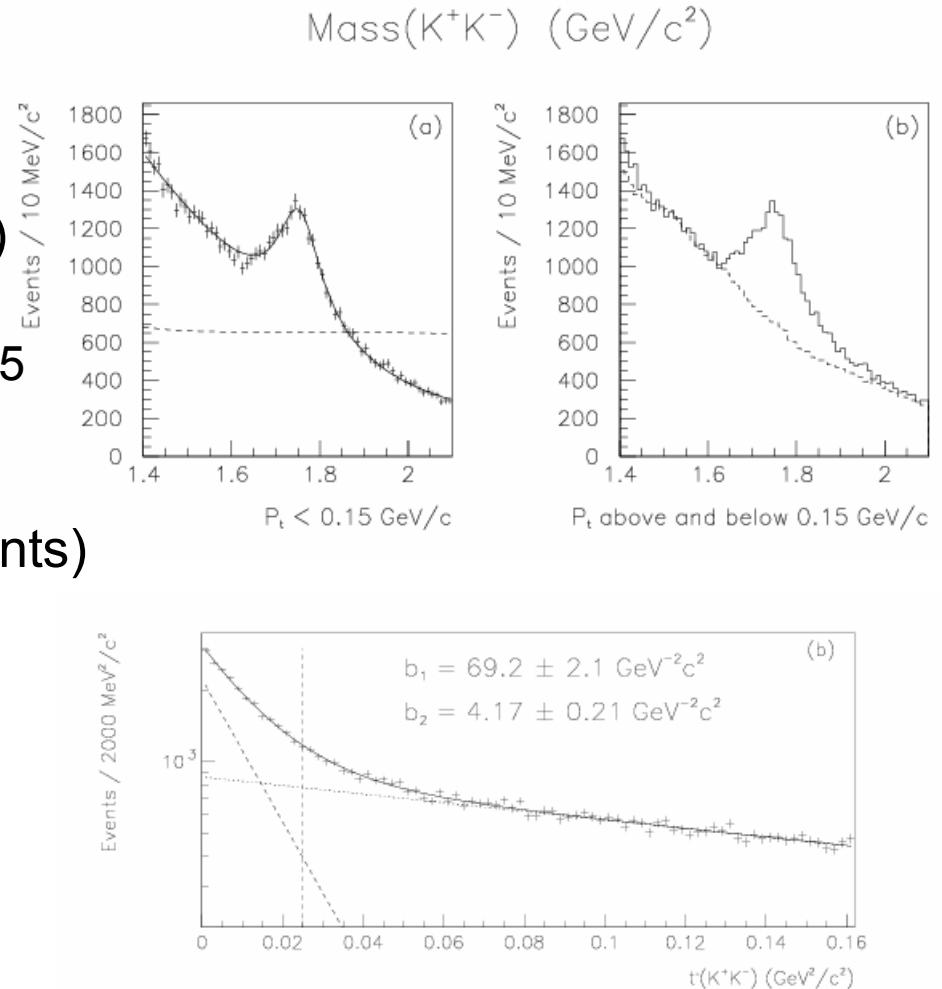 Mass(K⁺K⁻) (GeV/c²)
Events / 10 MeV/c²
1800
1600
1400
1200
1000
800
600
400
200
0
(a)
1.4 1.6 1.8 2
P_t < 0.15 GeV/c
Events / 10 MeV/c²
1800
1600
1400
1200
1000
800
600
400
200
0
(b)
1.4 1.6 1.8 2
P_t above and below 0.15 GeV/c
)
5
nts)
Events / 2000 MeV²/c²
(b)
b₁ = 69.2 ± 2.1 GeV⁻²c²
b₂ = 4.17 ± 0.21 GeV⁻²c²
10³
0 0.02 0.04 0.06 0.08 0.1 0.12 0.14 0.16
t'(K⁺K⁻) (GeV²/c²)